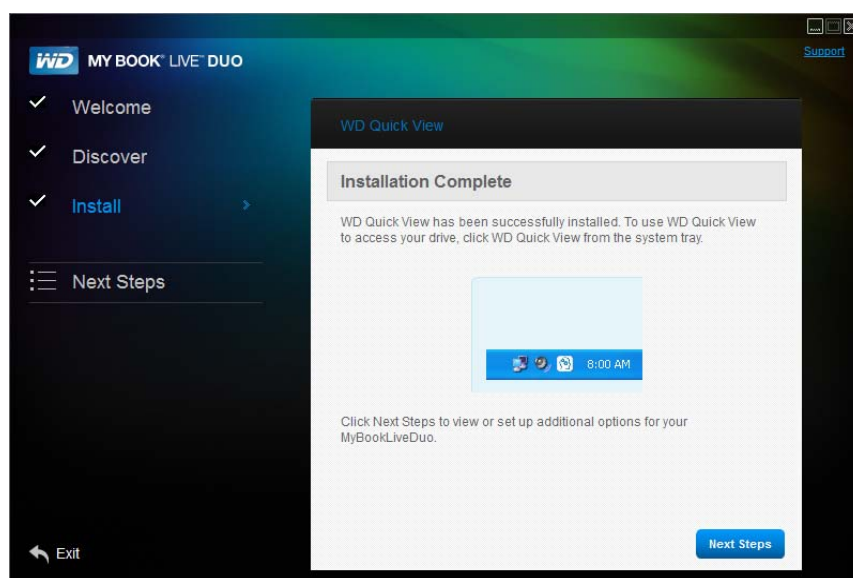 WD MY BOOK® LIVE™ DUO
Support
Welcome
Discover
Install
Next Steps
Exit
WD Quick View
Installation Complete
WD Quick View has been successfully installed. To use WD Quick View
to access your drive, click WD Quick View from the system tray.
8:00 AM
Click Next Steps to view or set up additional options for your
MyBookLiveDuo.
Next Steps